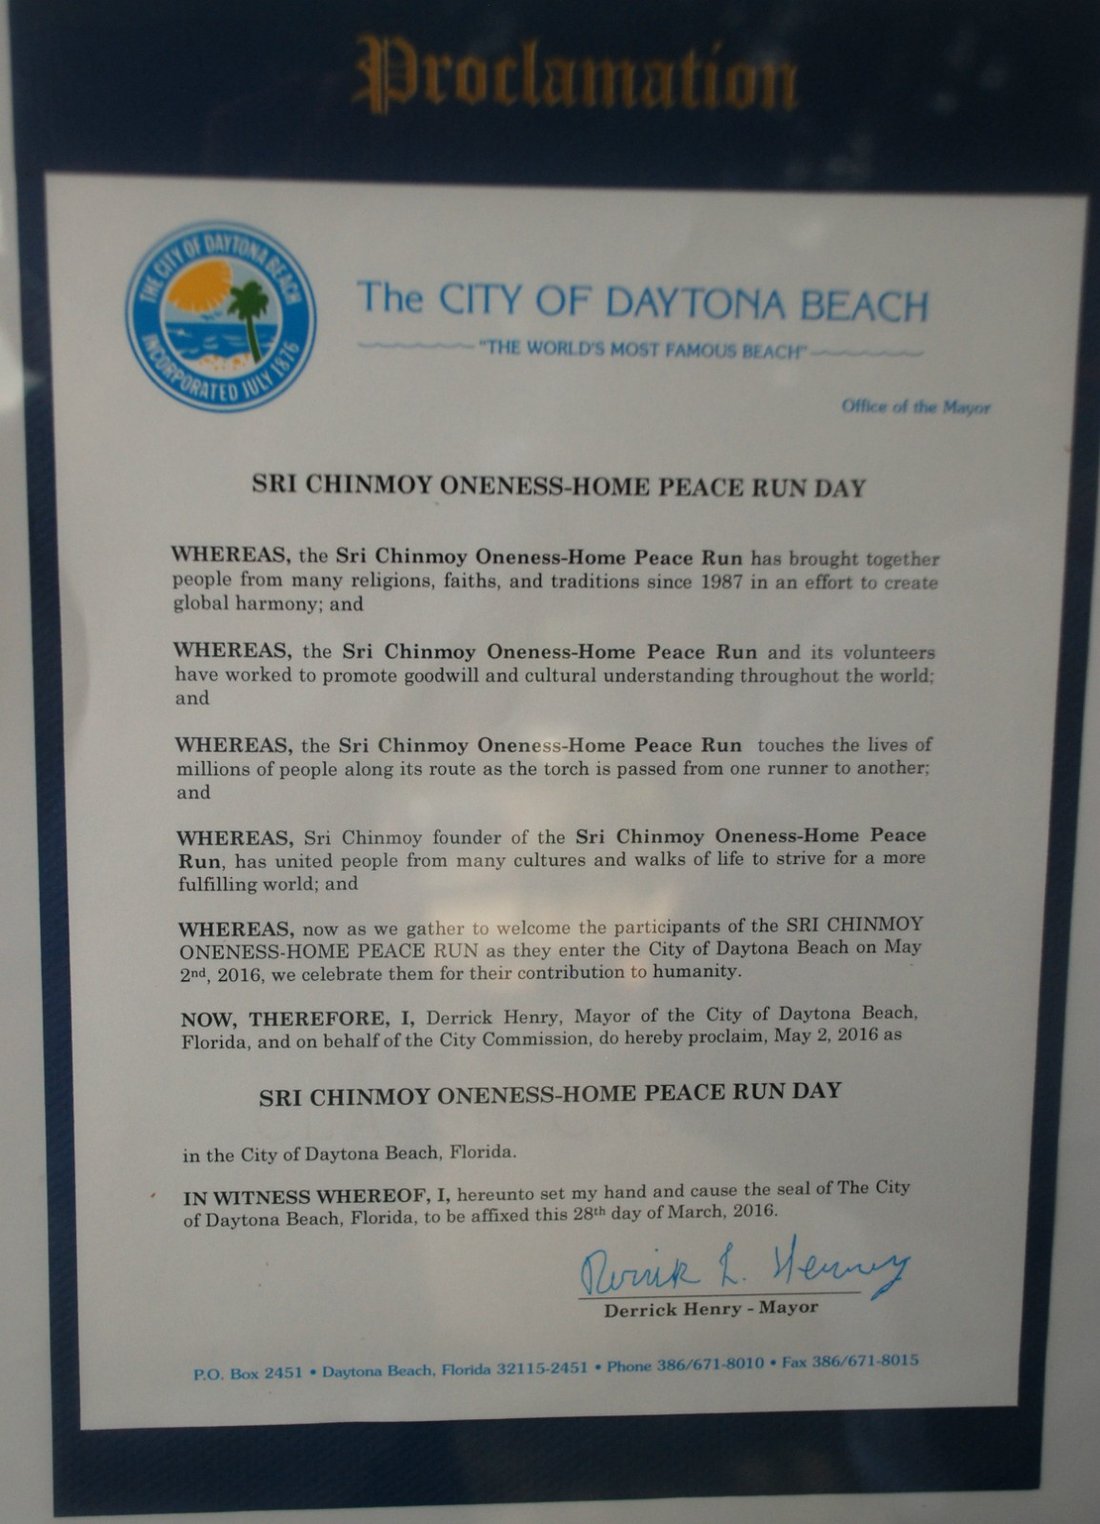 Proclamation
THE CITY OF DAYTONA BEACH
INCORPORATED JULY 1876
The CITY OF DAYTONA BEACH
"THE WORLD'S MOST FAMOUS BEACH"
Office of the Mayor
SRI CHINMOY ONENESS-HOME PEACE RUN DAY
WHEREAS, the Sri Chinmoy Oneness-Home Peace Run has brought together
people from many religions, faiths, and traditions since 1987 in an effort to create
global harmony; and
WHEREAS, the Sri Chinmoy Oneness-Home Peace Run and its volunteers
have worked to promote goodwill and cultural understanding throughout the world;
and
WHEREAS, the Sri Chinmoy Oneness-Home Peace Run touches the lives of
millions of people along its route as the torch is passed from one runner to another;
and
WHEREAS, Sri Chinmoy founder of the Sri Chinmoy Oneness-Home Peace
Run, has united people from many cultures and walks of life to strive for a more
fulfilling world; and
WHEREAS, now as we gather to welcome the participants of the SRI CHINMOY
ONENESS-HOME PEACE RUN as they enter the City of Daytona Beach on May
2nd, 2016, we celebrate them for their contribution to humanity.
NOW, THEREFORE, I, Derrick Henry, Mayor of the City of Daytona Beach,
Florida, and on behalf of the City Commission, do hereby proclaim, May 2, 2016 as
SRI CHINMOY ONENESS-HOME PEACE RUN DAY
in the City of Daytona Beach, Florida.
IN WITNESS WHEREOF, I, hereunto set my hand and cause the seal of The City
of Daytona Beach, Florida, to be affixed this 28th day of March, 2016.
Derrick L. Henry
Derrick Henry - Mayor
P.O. Box 2451 • Daytona Beach, Florida 32115-2451 • Phone 386/671-8010 • Fax 386/671-8015